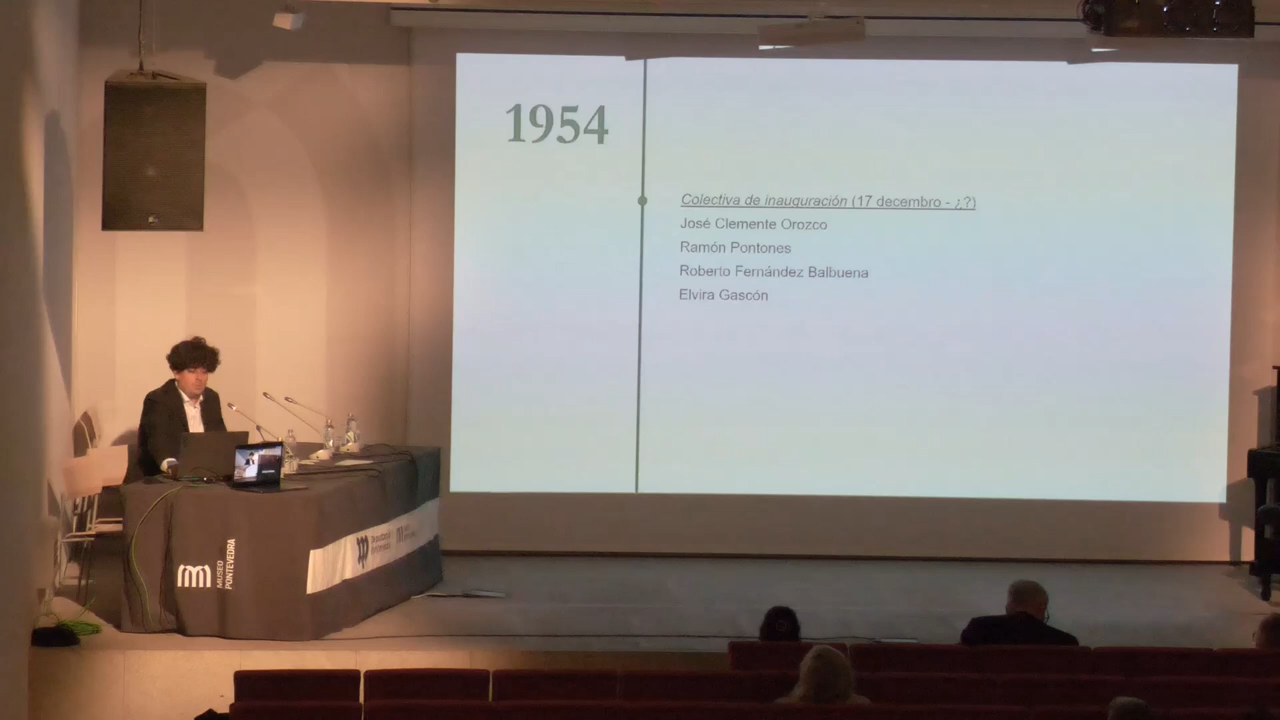 1954
Colectiva de inauguración (17 decembro - ¿?)
José Clemente Orozco
Ramón Pontones
Roberto Fernández Balbuena
Elvira Gascón
MUSEO
PONTEVEDRA